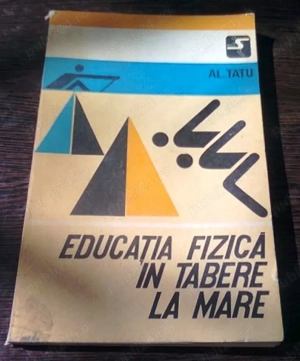 AL. TATU
EDUCAȚIA FIZICĂ
ÎN TABERE
LA MARE